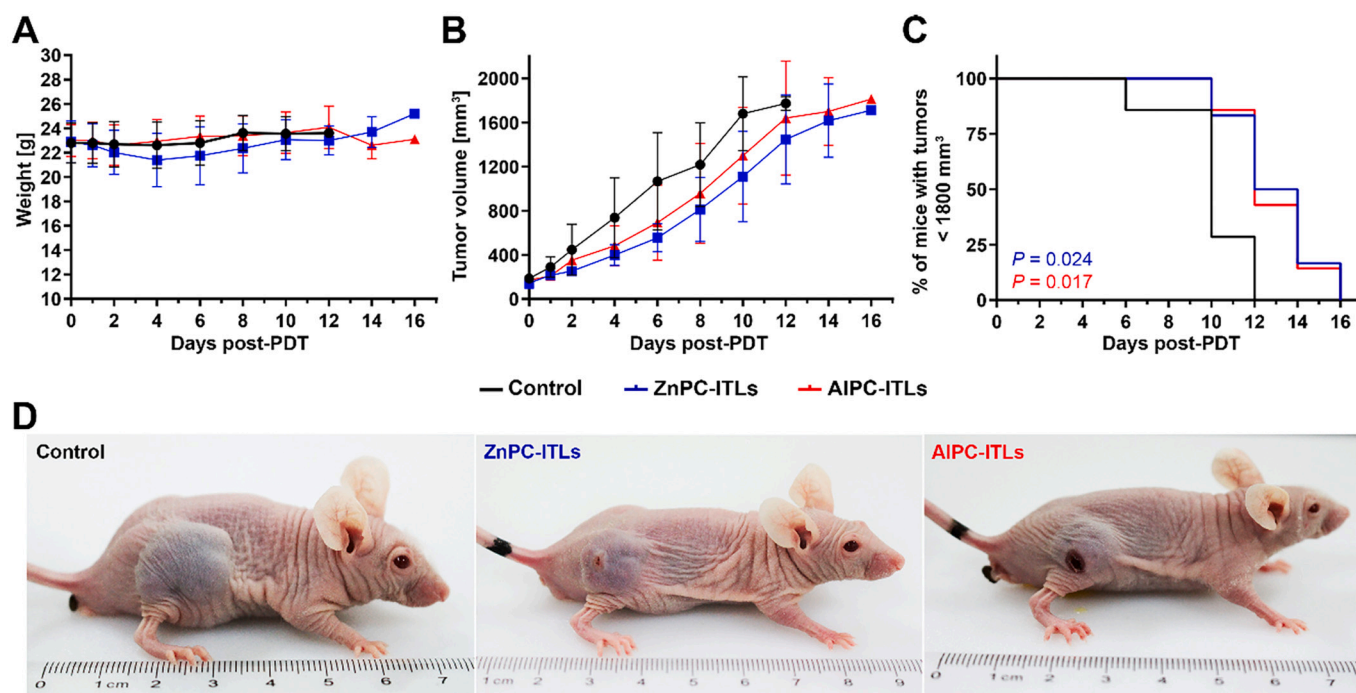 A
B
C
Weight [g]
30
28
26
24
22
20
18
16
14
12
10
0 2 4 6 8 10 12 14 16
Days post-PDT
Tumor volume [mm³]
2000
1600
1200
800
400
0
0 2 4 6 8 10 12 14 16
Days post-PDT
% of mice with tumors
< 1800 mm³
100
75
50
25
0
P = 0.024
P = 0.017
0 2 4 6 8 10 12 14 16
Days post-PDT
Control ZnPC-ITLs AlPC-ITLs
D
Control
ZnPC-ITLs
AlPC-ITLs
0 1 cm 2 3 4 5 6 7
0 1 cm 2 3 4 5 6 7 8 9
0 1 cm 2 3 4 5 6 7